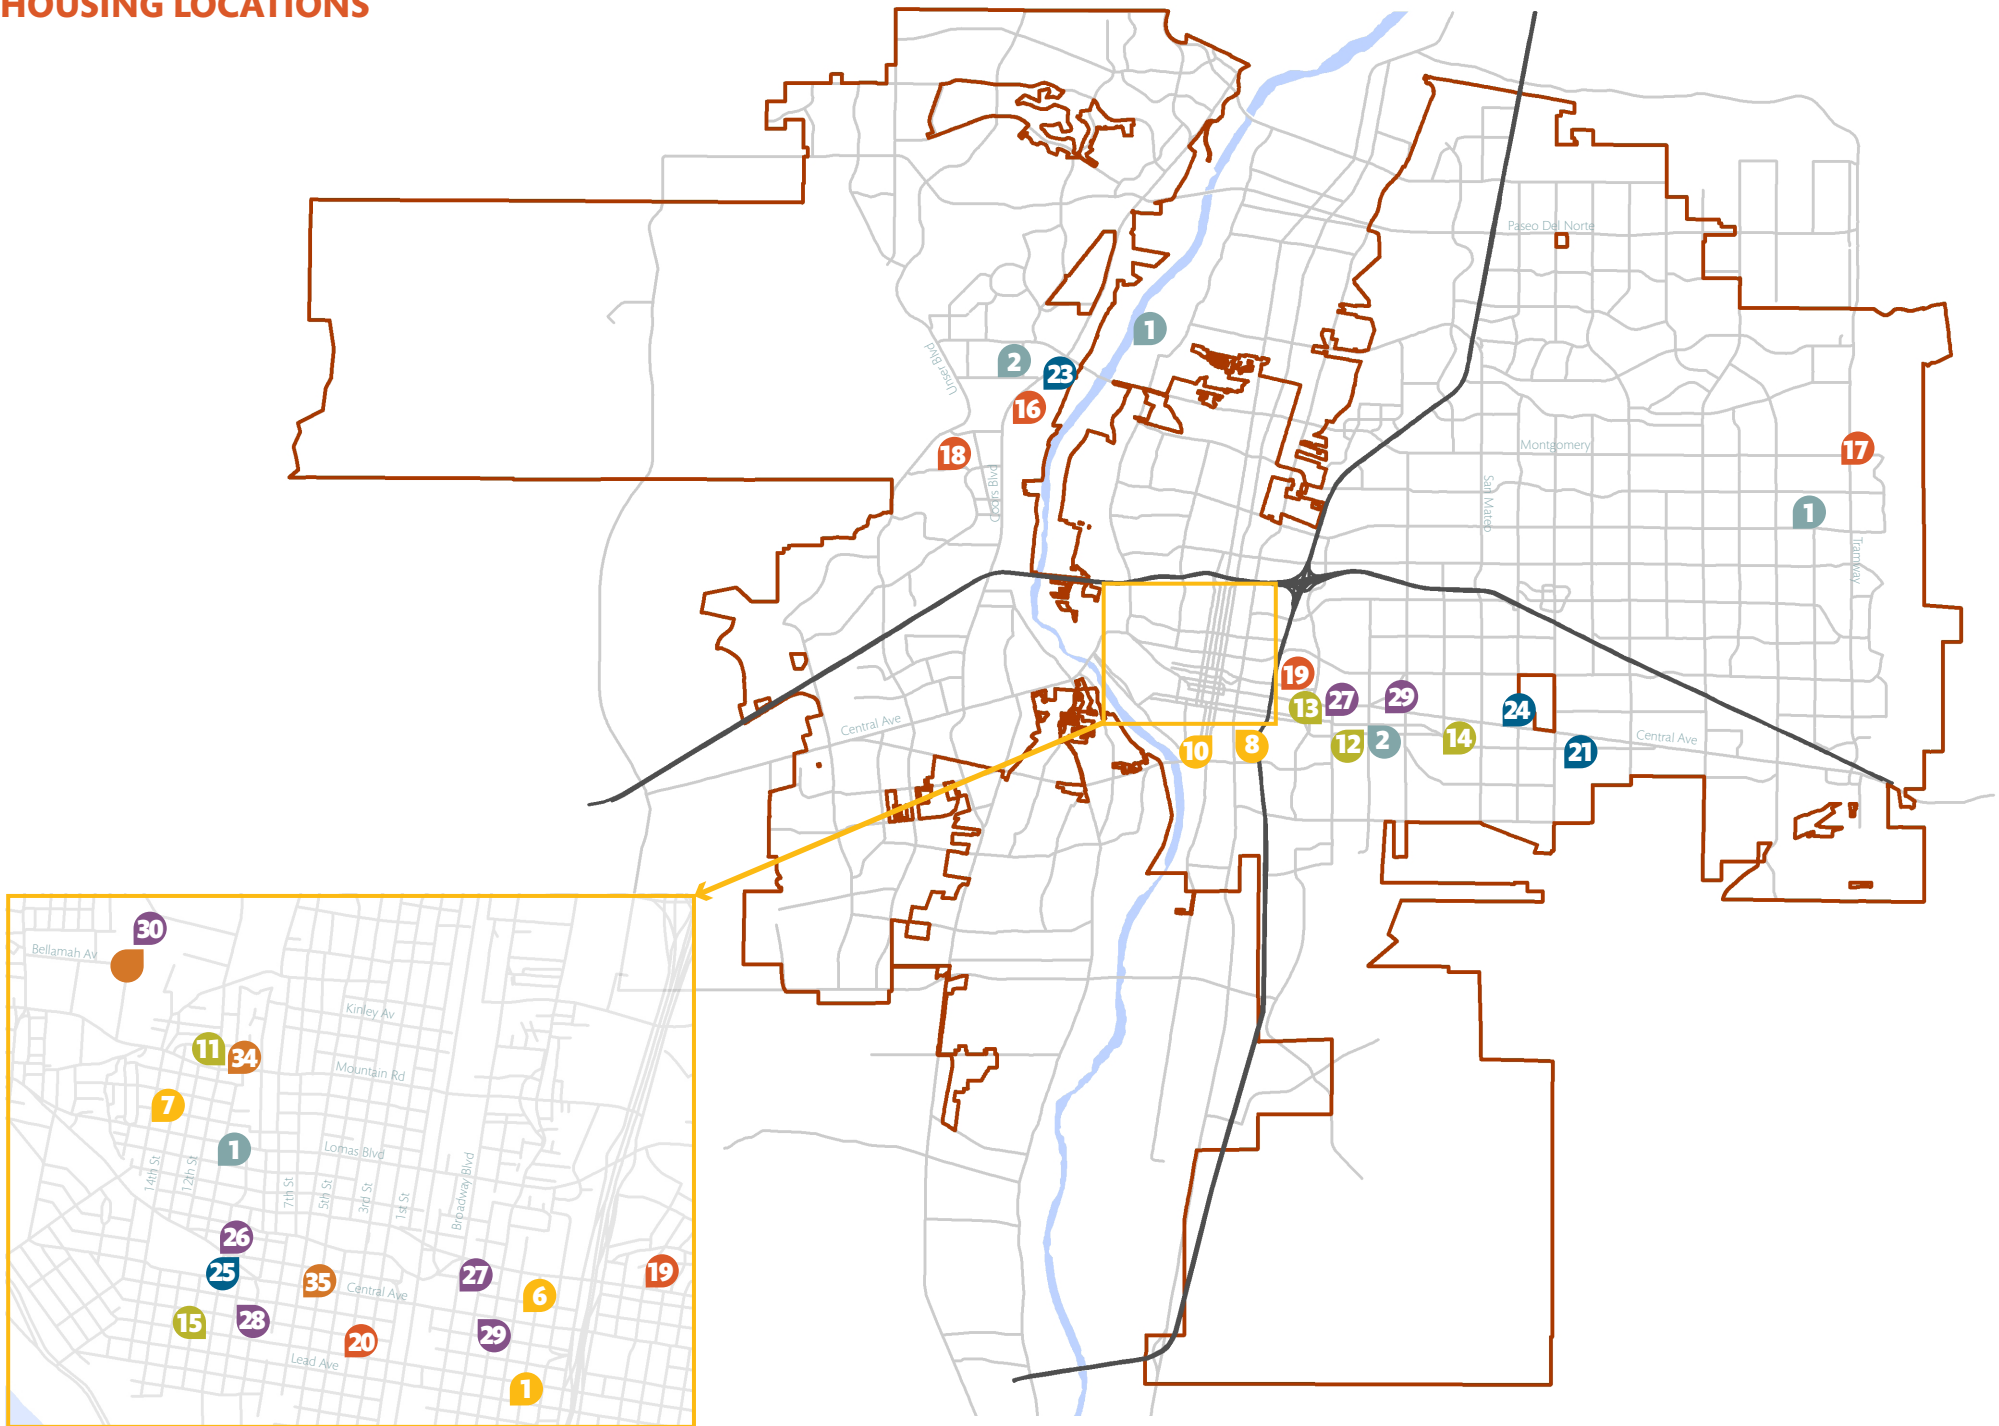 HOUSING LOCATIONS
Paseo Del Norte
1
2
23
Unser Blvd
16
18
Montgomery
17
Coors Blvd
San Mateo
1
Tramway
19
13
27
29
24
Central Ave
10
8
12
2
14
21
Central Ave
30
Bellamah Av
Kinley Av
11
34
Mountain Rd
7
1
Lomas Blvd
14th St
12th St
7th St
5th St
3rd St
1st St
Broadway Blvd
26
25
35
Central Ave
27
6
19
15
28
20
29
Lead Ave
1